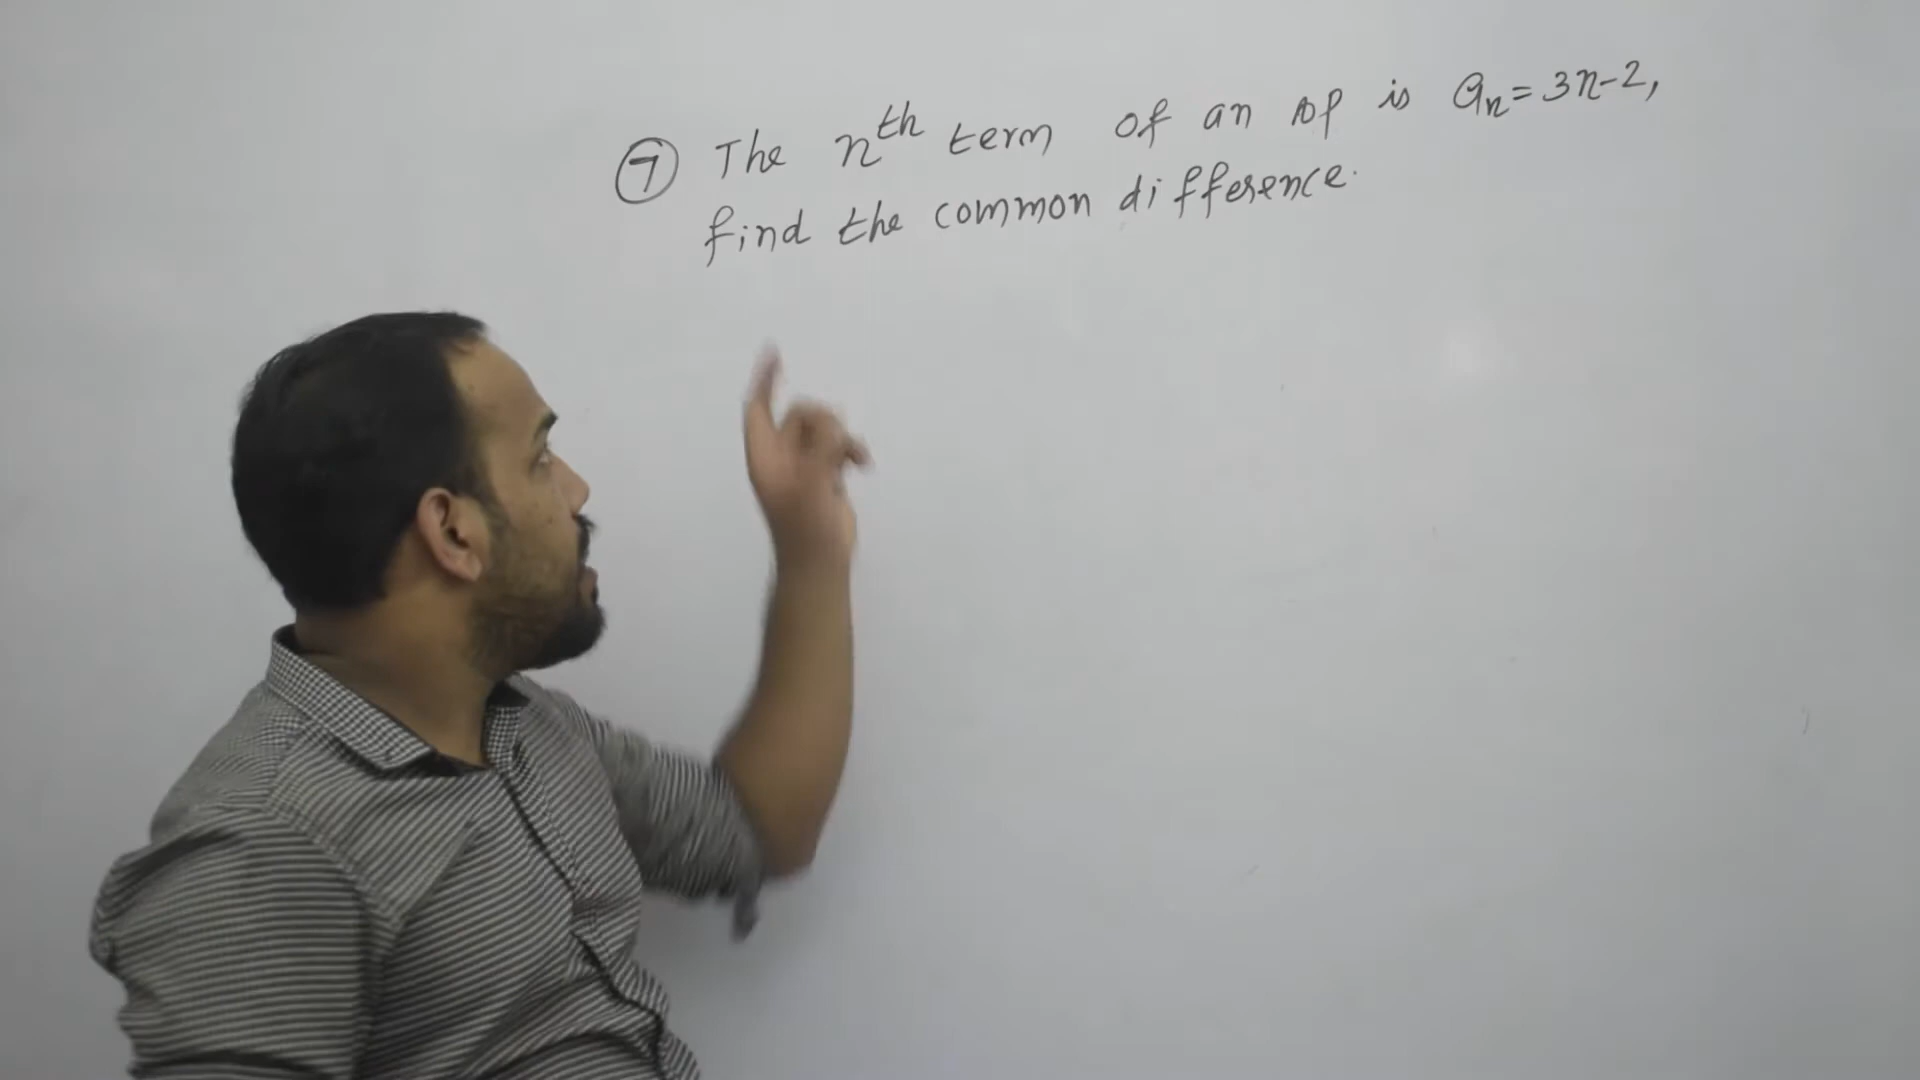 ⑦ The nth term of an AP is an=3n-2,
find the common difference.